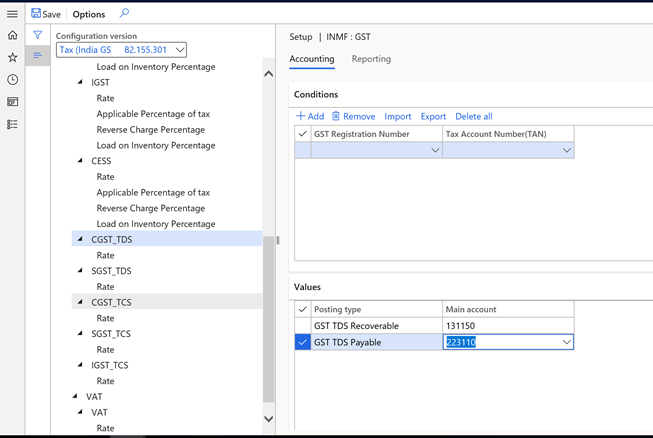 Save Options
Configuration version
Tax (India GS 82.155.301
Load on Inventory Percentage
IGST
Rate
Applicable Percentage of tax
Reverse Charge Percentage
Load on Inventory Percentage
CESS
Rate
Applicable Percentage of tax
Reverse Charge Percentage
Load on Inventory Percentage
CGST_TDS
Rate
SGST_TDS
Rate
CGST_TCS
Rate
SGST_TCS
Rate
IGST_TCS
Rate
VAT
VAT
Rate
Setup | INMF : GST
Accounting Reporting
Conditions
Add Remove Import Export Delete all
GST Registration Number Tax Account Number(TAN)
Values
Posting type Main account
GST TDS Recoverable 131150
GST TDS Payable 223110